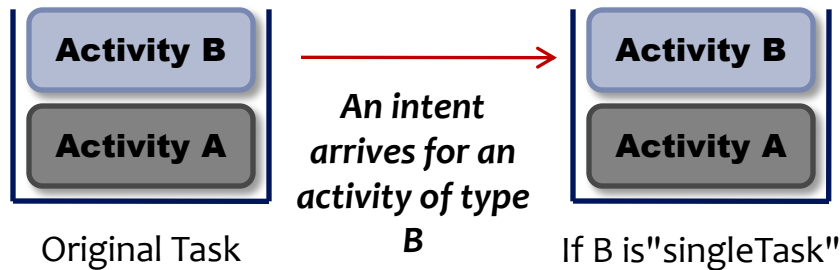 Activity B
Activity A
Original Task
An intent
arrives for an
activity of type
B
Activity B
Activity A
If B is"singleTask"